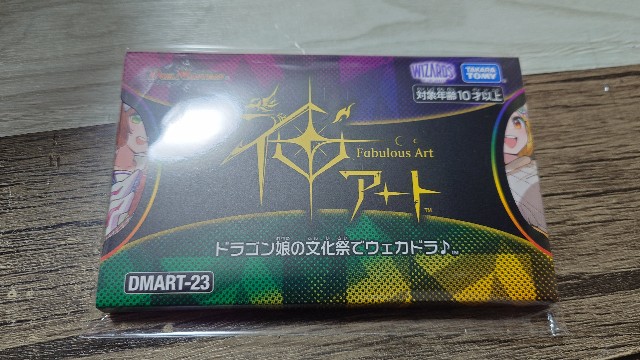 WIZARDS
TAKARA TOMY
対象年齢10才以上
神アート
Fabulous Art
TM
ドラゴン娘の文化祭でウェカドラ♪
DMART-23